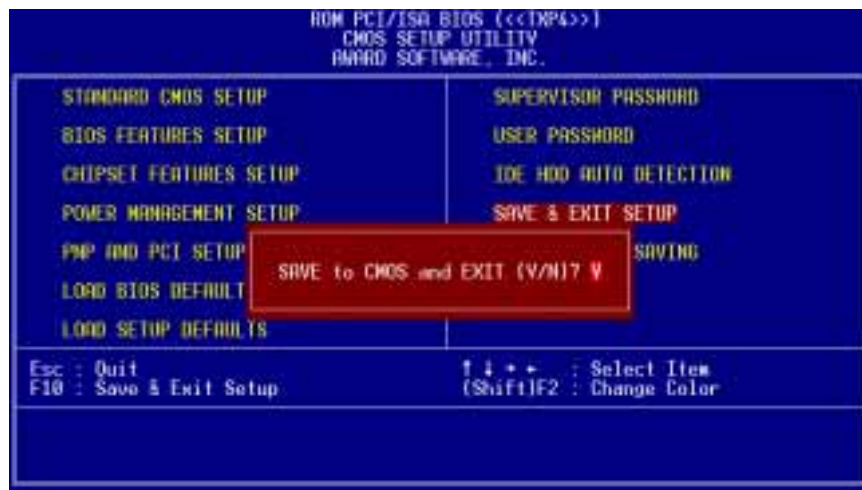 ROM PCI/ISA BIOS (<<TXP4>>)
CMOS SETUP UTILITY
AWARD SOFTWARE, INC.
STANDARD CMOS SETUP
BIOS FEATURES SETUP
CHIPSET FEATURES SETUP
POWER MANAGEMENT SETUP
PNP AND PCI SETUP
LOAD BIOS DEFAULT
LOAD SETUP DEFAULTS
SUPERVISOR PASSWORD
USER PASSWORD
IDE HDD AUTO DETECTION
SAVE & EXIT SETUP
SAVING
SAVE to CMOS and EXIT (Y/N)? Y
Esc : Quit
F10 : Save & Exit Setup
↑ ↓ → ← : Select Item
(Shift)F2 : Change Color